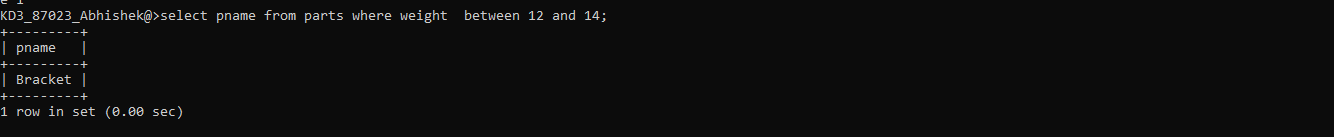 e 1
KD3_87023_Abhishek@>select pname from parts where weight  between 12 and 14;
+---------+
| pname   |
+---------+
| Bracket |
+---------+
1 row in set (0.00 sec)